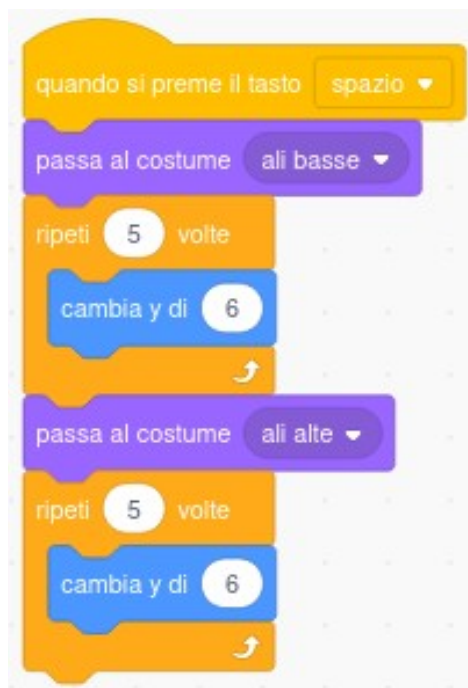 quando si preme il tasto spazio
passa al costume ali basse
ripeti 5 volte
cambia y di 6
passa al costume ali alte
ripeti 5 volte
cambia y di 6